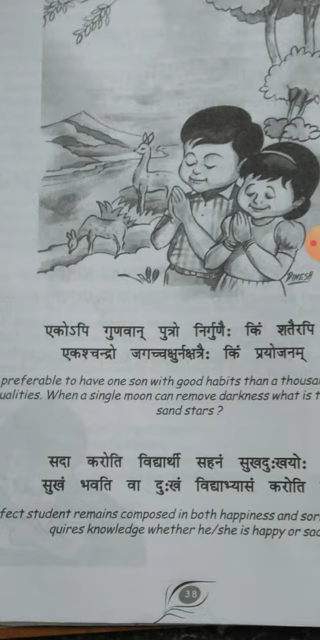 DINESH
एकोऽपि गुणवान् पुत्रो निर्गुणैः किं शतैरपि
एकश्चन्द्रो जगच्चक्षुर्नक्षत्रैः किं प्रयोजनम्
preferable to have one son with good habits than a thousa
ualities. When a single moon can remove darkness what is t
sand stars ?
सदा करोति विद्यार्थी सहनं सुखदुःखयोः
सुखं भवति वा दुःखं विद्याभ्यासं करोति
fect student remains composed in both happiness and sor
quires knowledge whether he/she is happy or sad
38